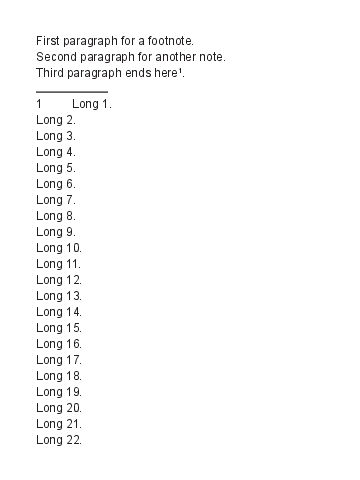 First paragraph for a footnote.
Second paragraph for another note.
Third paragraph ends here¹.
1 Long 1.
Long 2.
Long 3.
Long 4.
Long 5.
Long 6.
Long 7.
Long 8.
Long 9.
Long 10.
Long 11.
Long 12.
Long 13.
Long 14.
Long 15.
Long 16.
Long 17.
Long 18.
Long 19.
Long 20.
Long 21.
Long 22.